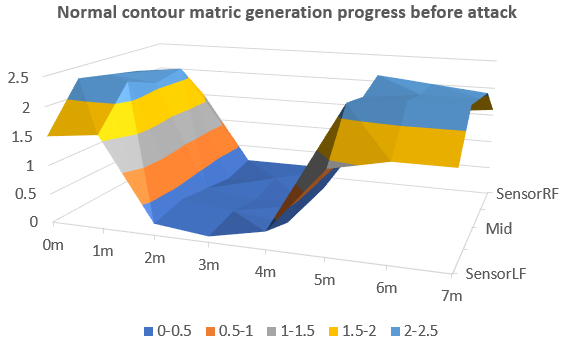 Normal contour matric generation progress before attack
2.5
2
1.5
1
0.5
0
0m
1m
2m
3m
4m
5m
6m
7m
SensorRF
Mid
SensorLF
0-0.5 0.5-1 1-1.5 1.5-2 2-2.5